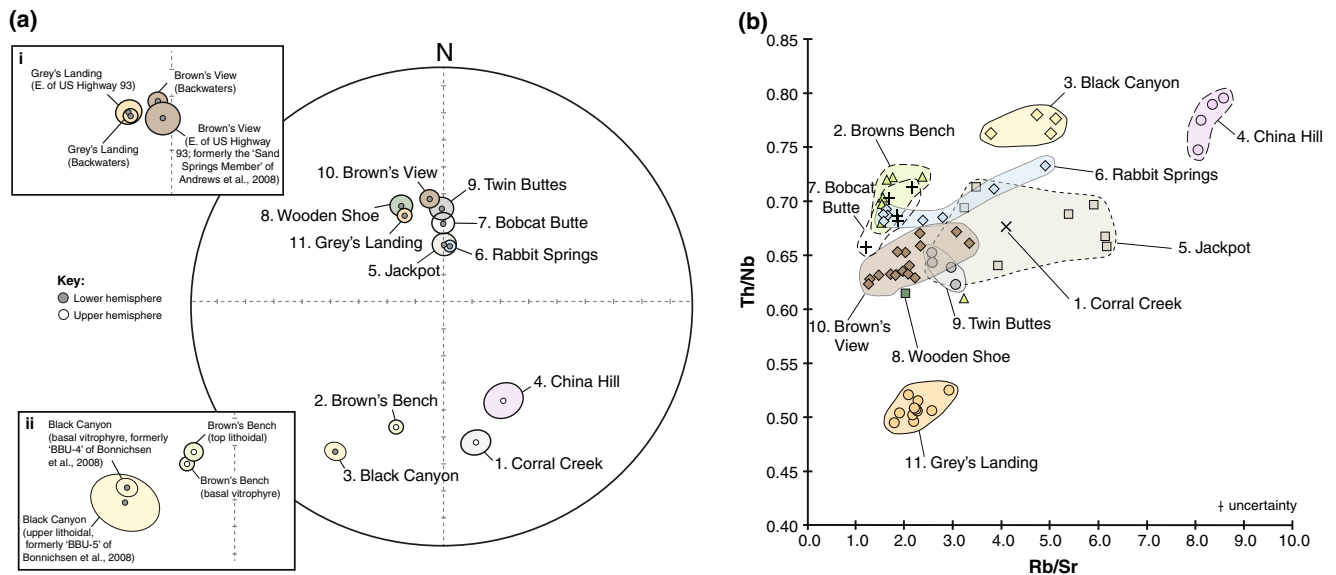 (a)
i
Grey's Landing
(E. of US Highway 93)
Brown's View
(Backwaters)
Grey's Landing
(Backwaters)
Brown's View
(E. of US Highway
93; formerly the 'Sand
Springs Member' of
Andrews et al., 2008)
N
10. Brown's View
9. Twin Buttes
8. Wooden Shoe
7. Bobcat Butte
11. Grey's Landing
6. Rabbit Springs
5. Jackpot
Key:
Lower hemisphere
Upper hemisphere
4. China Hill
2. Brown's Bench
1. Corral Creek
3. Black Canyon
ii
Black Canyon
(basal vitrophyre, formerly
'BBU-4' of Bonnichsen
et al., 2008)
Brown's Bench
(top lithoidal)
Brown's Bench
(basal vitrophyre)
Black Canyon
(upper lithoidal,
formerly 'BBU-5' of
Bonnichsen et al., 2008)
(b)
0.85
0.80
0.75
0.70
0.65
0.60
0.55
0.50
0.45
0.40
Th/Nb
3. Black Canyon
2. Browns Bench
4. China Hill
6. Rabbit Springs
7. Bobcat
Butte
5. Jackpot
1. Corral Creek
10. Brown's
View
9. Twin Buttes
8. Wooden Shoe
11. Grey's Landing
uncertainty
0.0 1.0 2.0 3.0 4.0 5.0 6.0 7.0 8.0 9.0 10.0
Rb/Sr